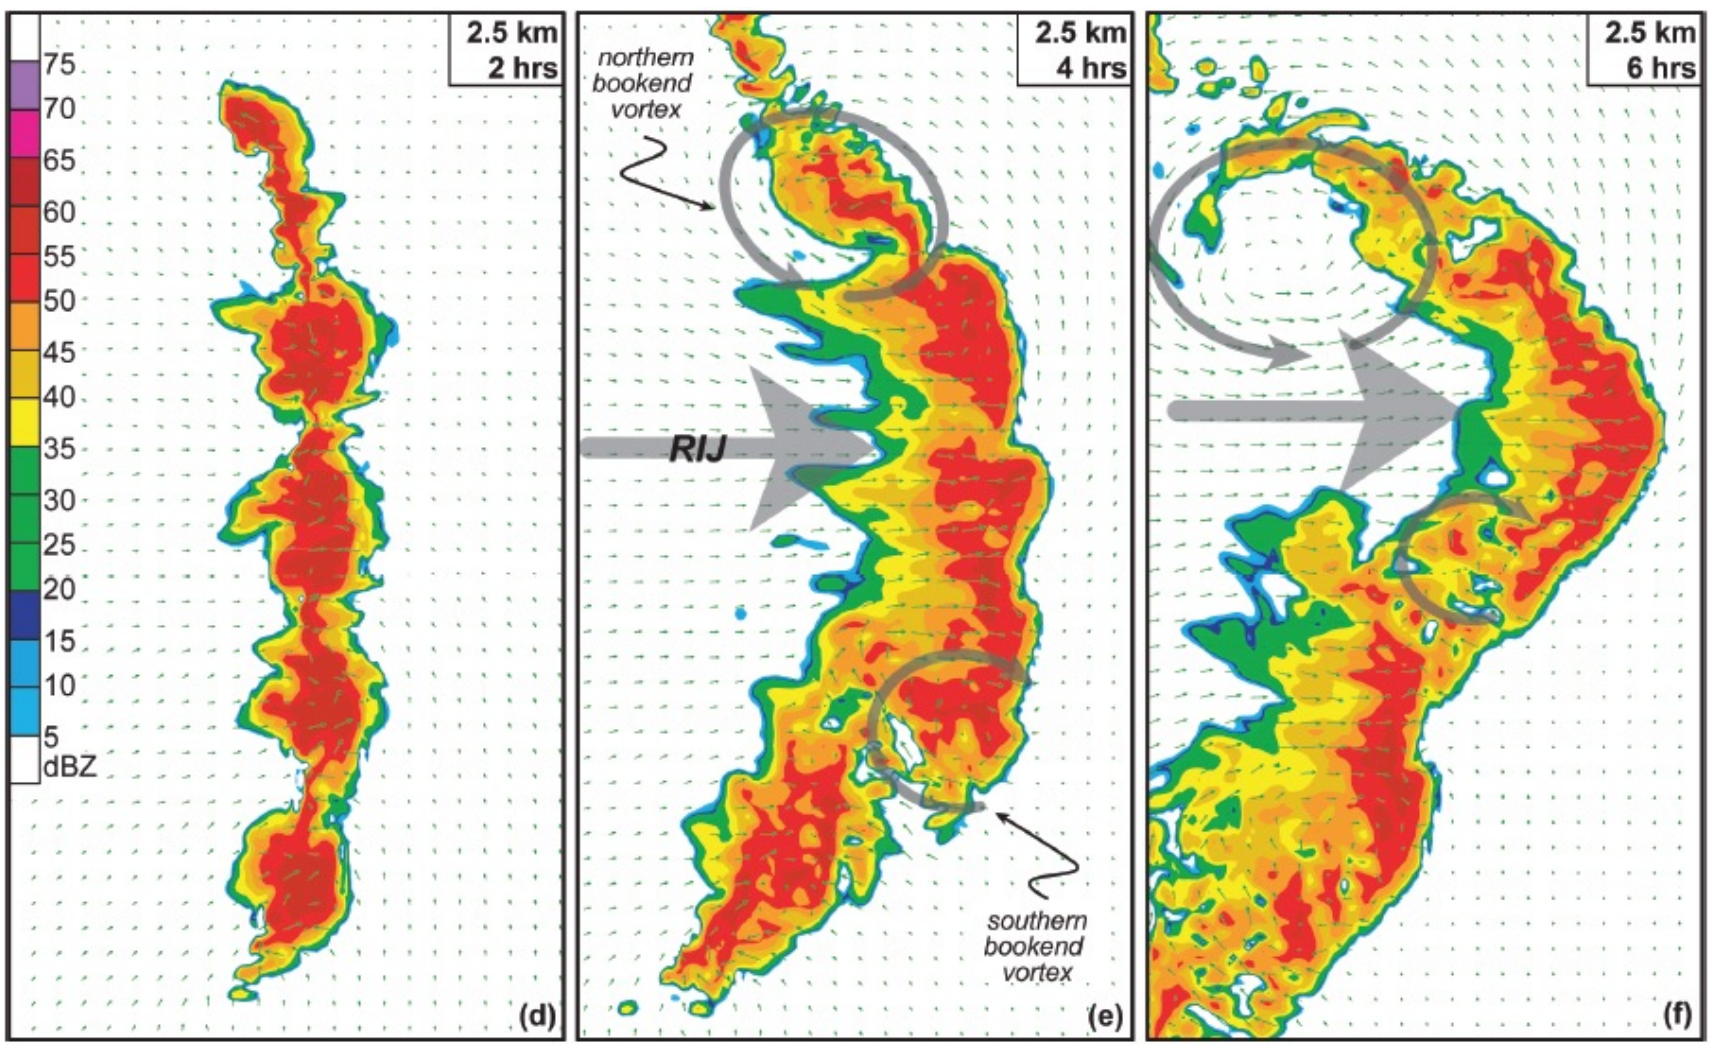 75
70
65
60
55
50
45
40
35
30
25
20
15
10
5
dBZ
2.5 km
2 hrs
(d)
northern
bookend
vortex
2.5 km
4 hrs
RIJ
southern
bookend
vortex
(e)
2.5 km
6 hrs
(f)